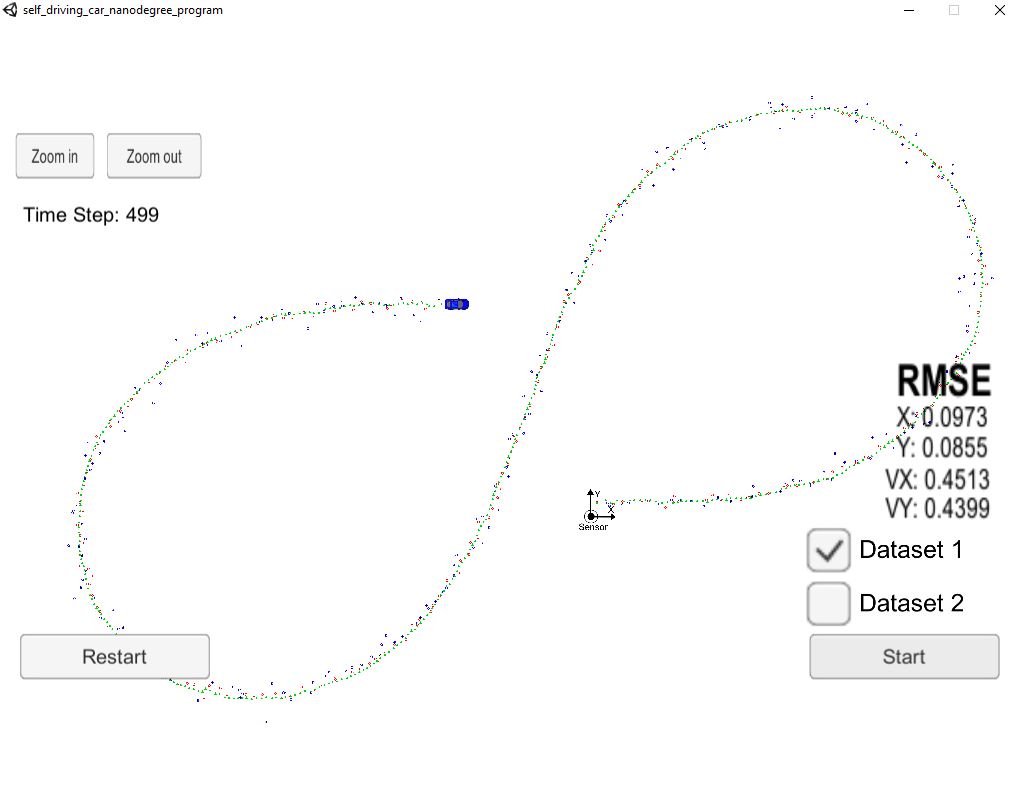 self_driving_car_nanodegree_program
Zoom in
Zoom out
Time Step: 499
RMSE
X: 0.0973
Y: 0.0855
VX: 0.4513
VY: 0.4399
Y
X
Sensor
Dataset 1
Dataset 2
Restart
Start